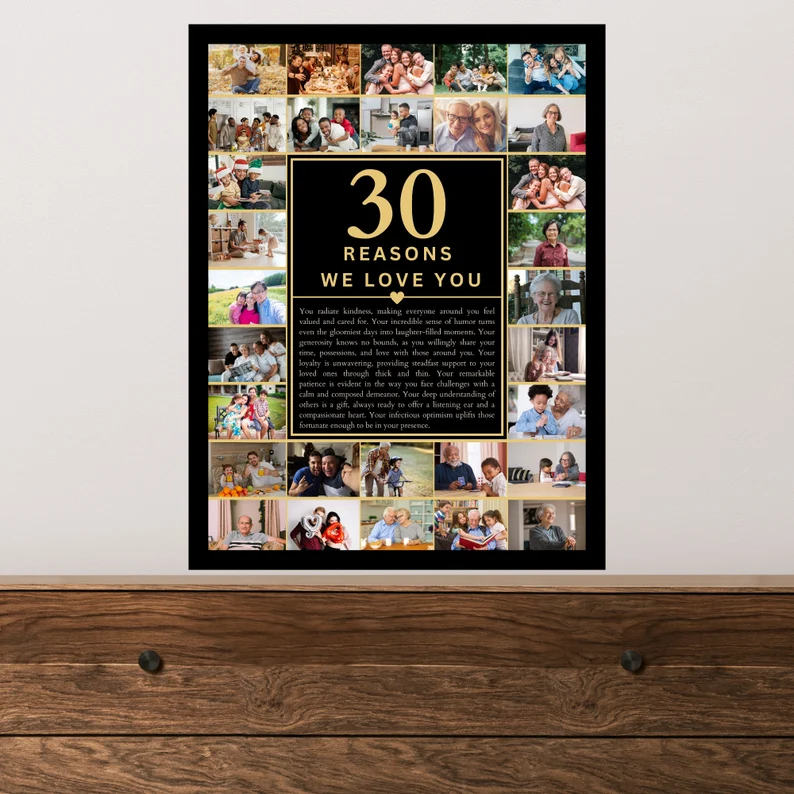 30
REASONS
WE LOVE YOU
You radiate kindness, making everyone around you feel
valued and cared for. Your incredible sense of humor turns
even the gloomiest days into laughter-filled moments. Your
generosity knows no bounds, as you willingly share your
time, possessions, and love with those around you. Your
loyalty is unwavering, providing steadfast support to your
loved ones through thick and thin. Your remarkable
patience is evident in the way you face challenges with a
calm and composed demeanor. Your deep understanding of
others is a gift, always ready to offer a listening ear and a
compassionate heart. Your infectious optimism uplifts those
fortunate enough to be in your presence.